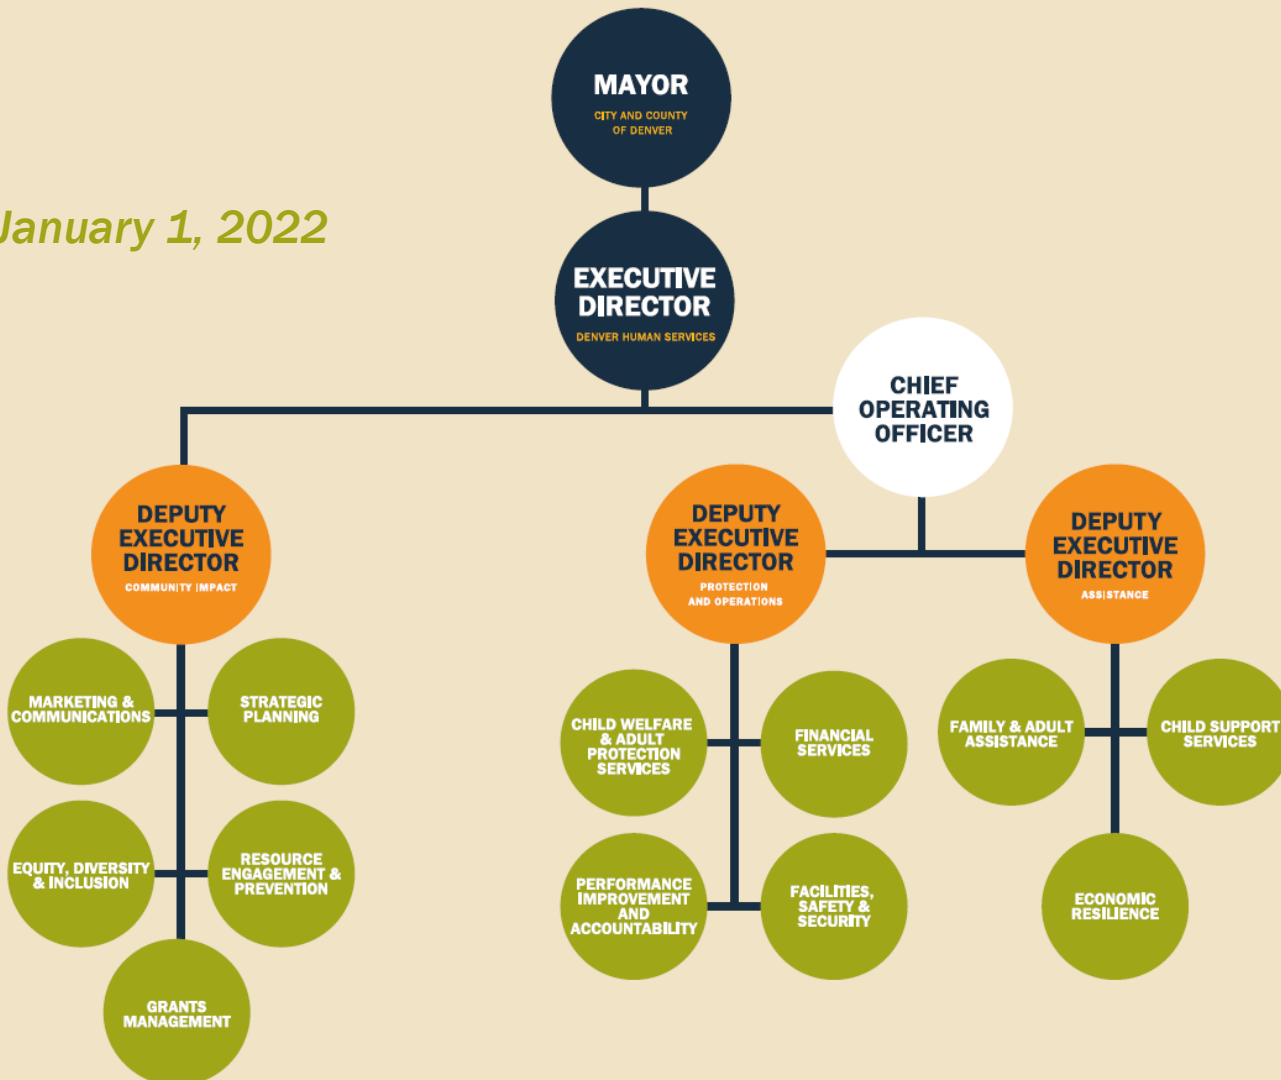 MAYOR
CITY AND COUNTY
OF DENVER
January 1, 2022
EXECUTIVE
DIRECTOR
DENVER HUMAN SERVICES
CHIEF
OPERATING
OFFICER
DEPUTY
EXECUTIVE
DIRECTOR
COMMUNITY IMPACT
DEPUTY
EXECUTIVE
DIRECTOR
PROTECTION
AND OPERATIONS
DEPUTY
EXECUTIVE
DIRECTOR
ASSISTANCE
MARKETING &
COMMUNICATIONS
STRATEGIC
PLANNING
CHILD WELFARE
& ADULT
PROTECTION
SERVICES
FINANCIAL
SERVICES
FAMILY & ADULT
ASSISTANCE
CHILD SUPPORT
SERVICES
EQUITY, DIVERSITY
& INCLUSION
RESOURCE
ENGAGEMENT &
PREVENTION
PERFORMANCE
IMPROVEMENT
AND
ACCOUNTABILITY
FACILITIES,
SAFETY &
SECURITY
ECONOMIC
RESILIENCE
GRANTS
MANAGEMENT